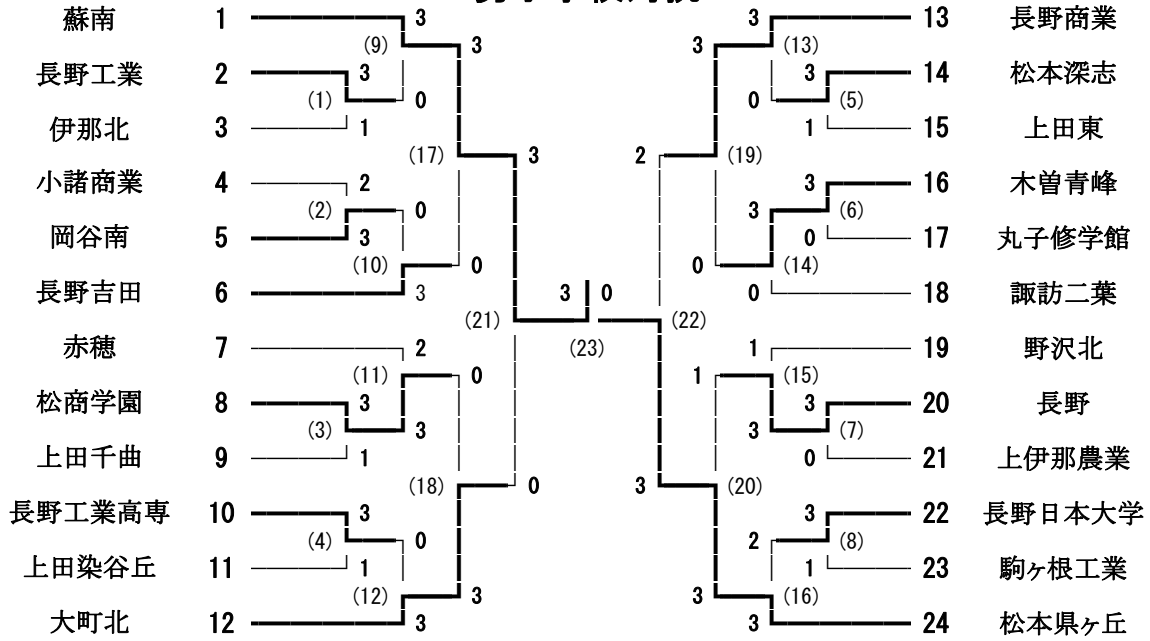 蘇南 1 3 3 13 長野商業
(9) 3 3 (13)
長野工業 2 3 3 14 松本深志
(1) 0 0 (5)
伊那北 3 1 1 15 上田東
(17) 3 2 (19)
小諸商業 4 2 3 16 木曽青峰
(2) 0 3 (6)
岡谷南 5 3 0 17 丸子修学館
(10) 0 0 (14)
長野吉田 6 3 3 0 0 18 諏訪二葉
(21) (22)
(23)
赤穂 7 2 1 19 野沢北
(11) 0 1 (15)
松商学園 8 3 3 20 長野
(3) 3 3 (7)
上田千曲 9 1 0 21 上伊那農業
(18) 0 3 (20)
長野工業高専 10 3 3 22 長野日本大学
(4) 0 2 (8)
上田染谷丘 11 1 1 23 駒ヶ根工業
(12) 3 3 (16)
大町北 12 3 3 24 松本県ヶ丘